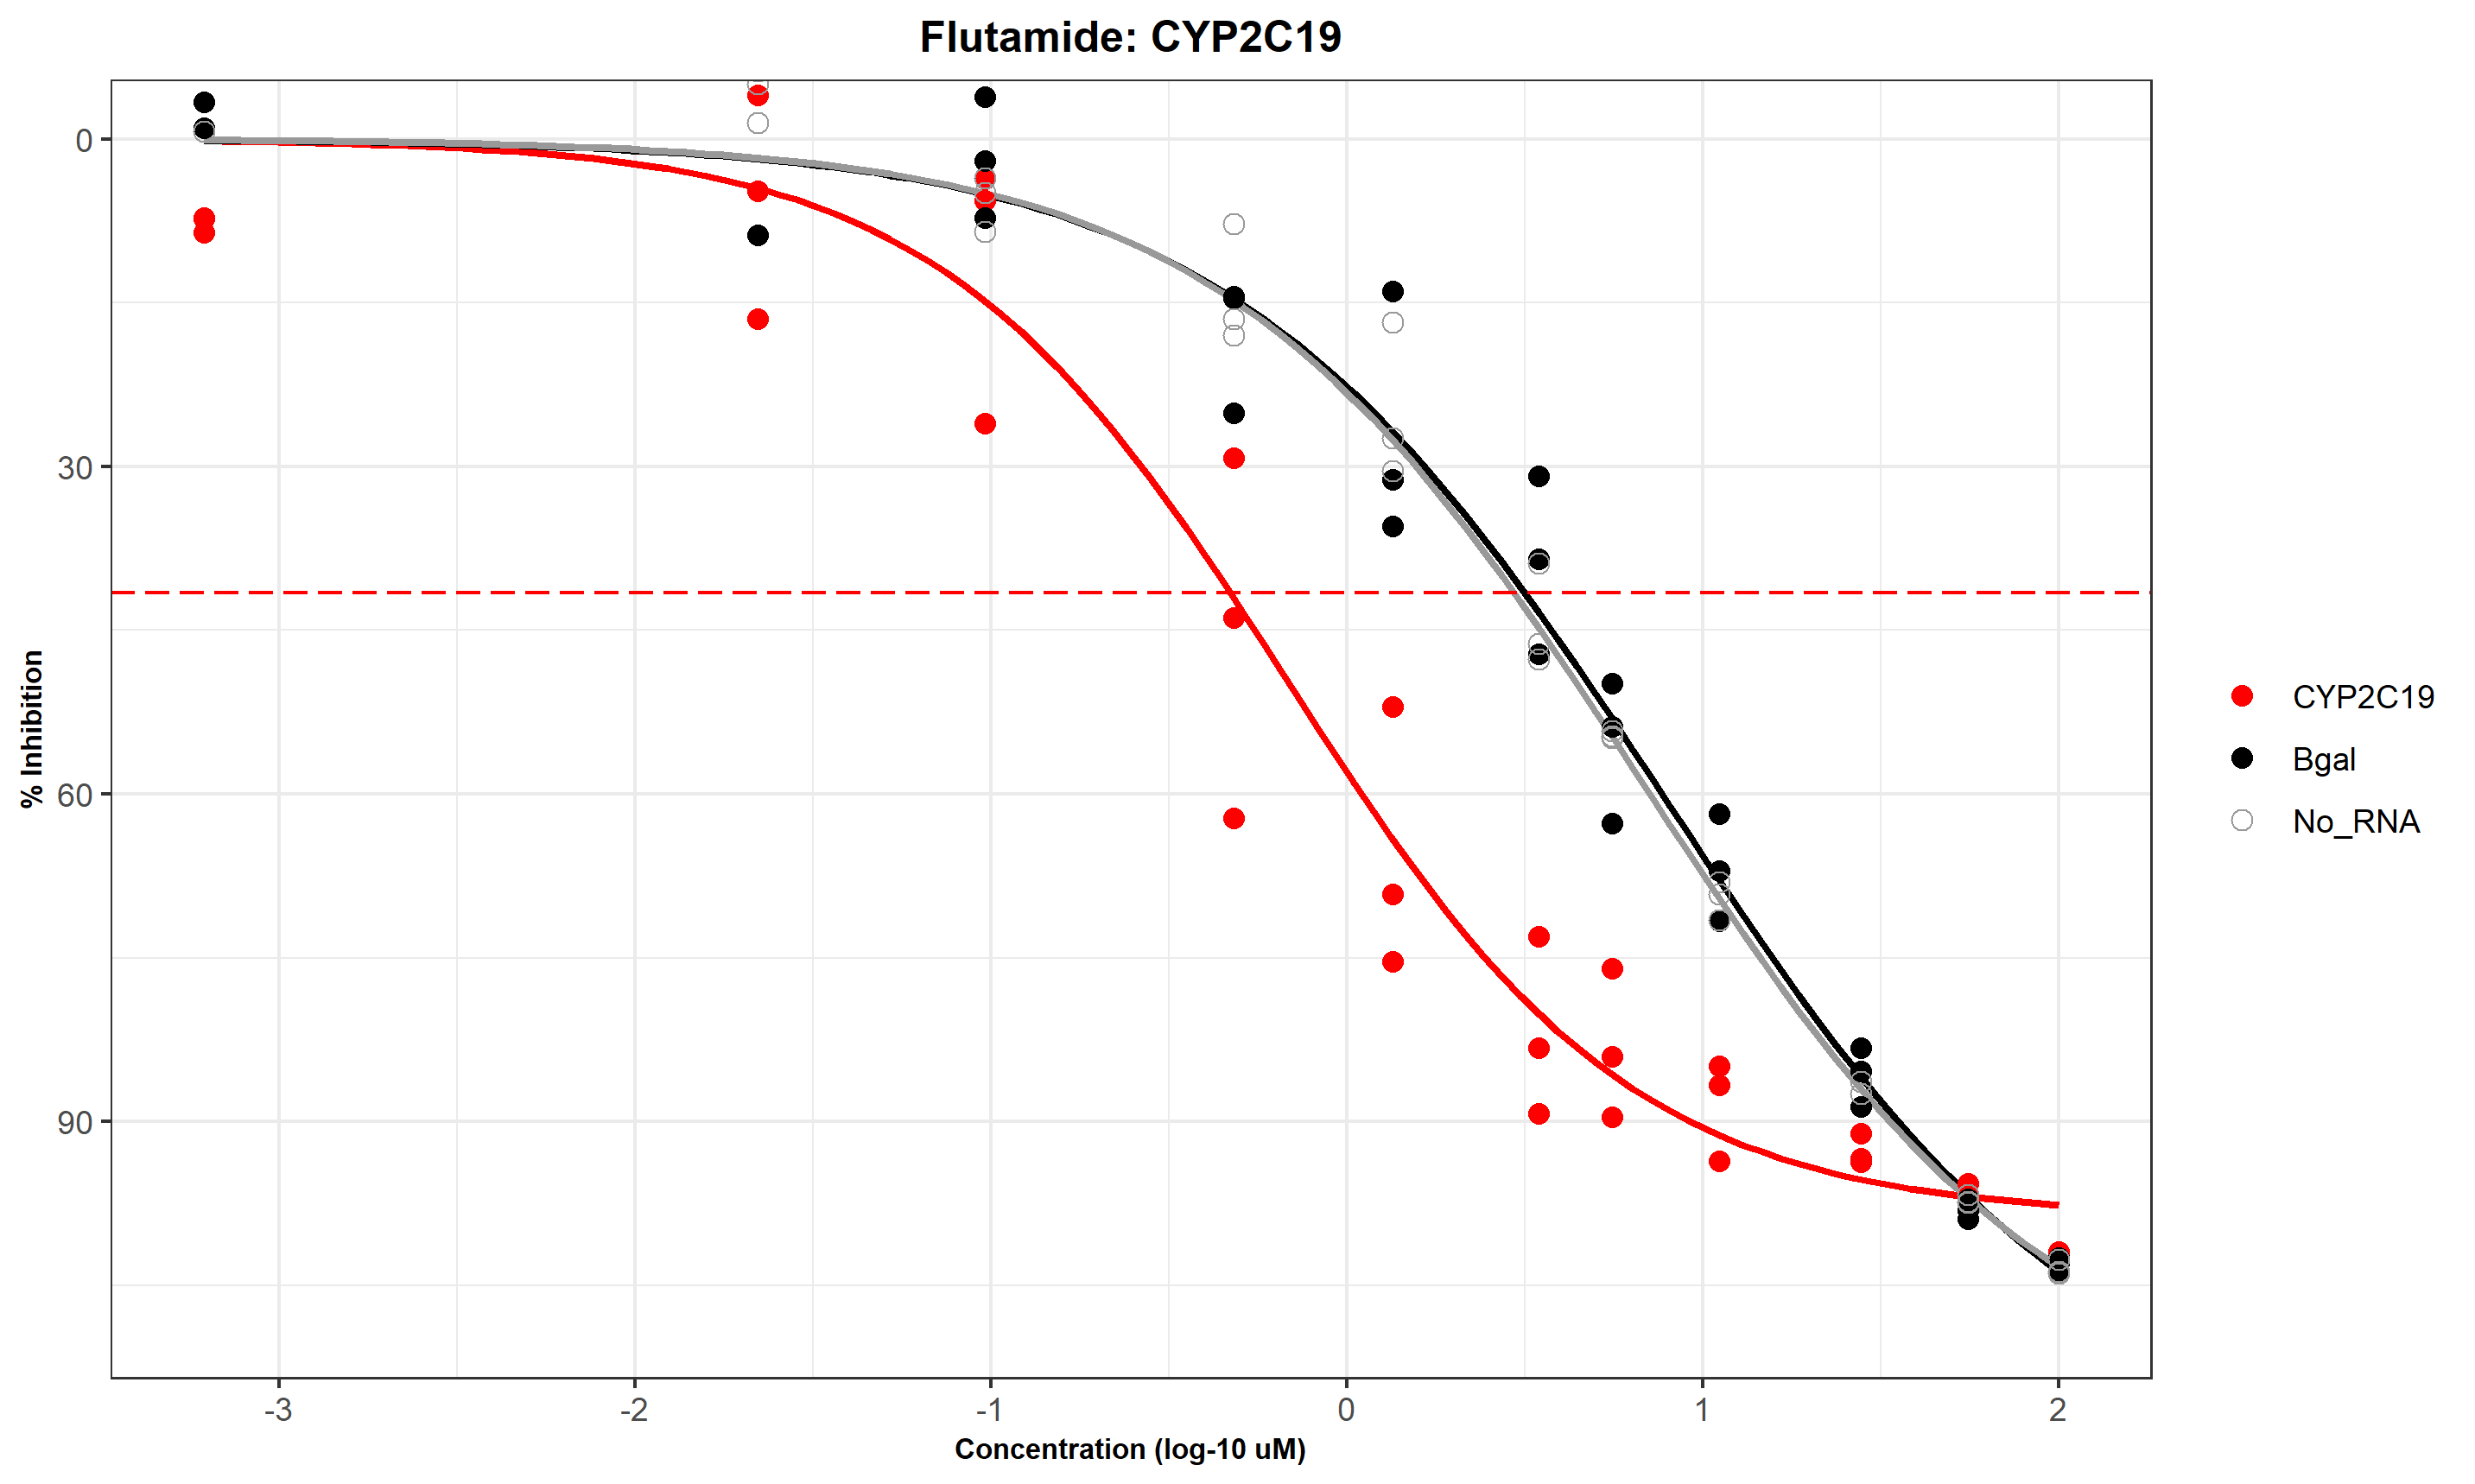 Flutamide: CYP2C19
% Inhibition
0
30
60
90
-3
-2
-1
0
1
2
Concentration (log-10 uM)
CYP2C19
Bgal
No_RNA